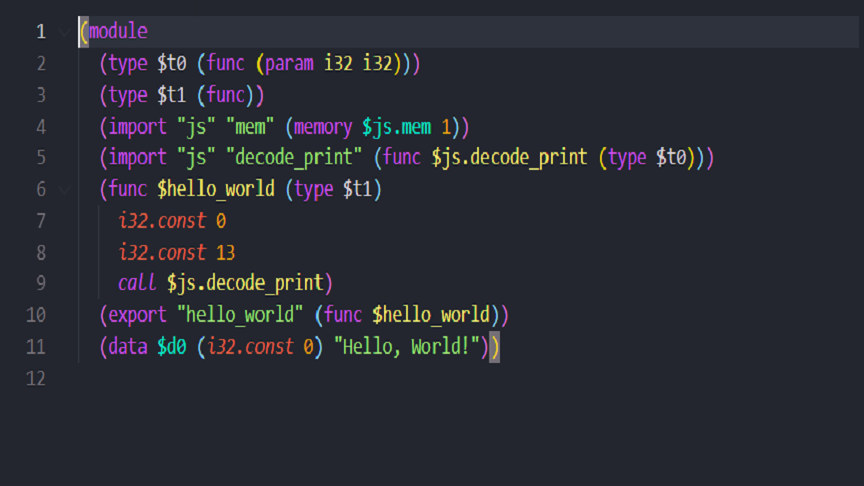 1 (module
2 (type $t0 (func (param i32 i32)))
3 (type $t1 (func))
4 (import "js" "mem" (memory $js.mem 1))
5 (import "js" "decode_print" (func $js.decode_print (type $t0)))
6 (func $hello_world (type $t1)
7 i32.const 0
8 i32.const 13
9 call $js.decode_print)
10 (export "hello_world" (func $hello_world))
11 (data $d0 (i32.const 0) "Hello, World!"))
12